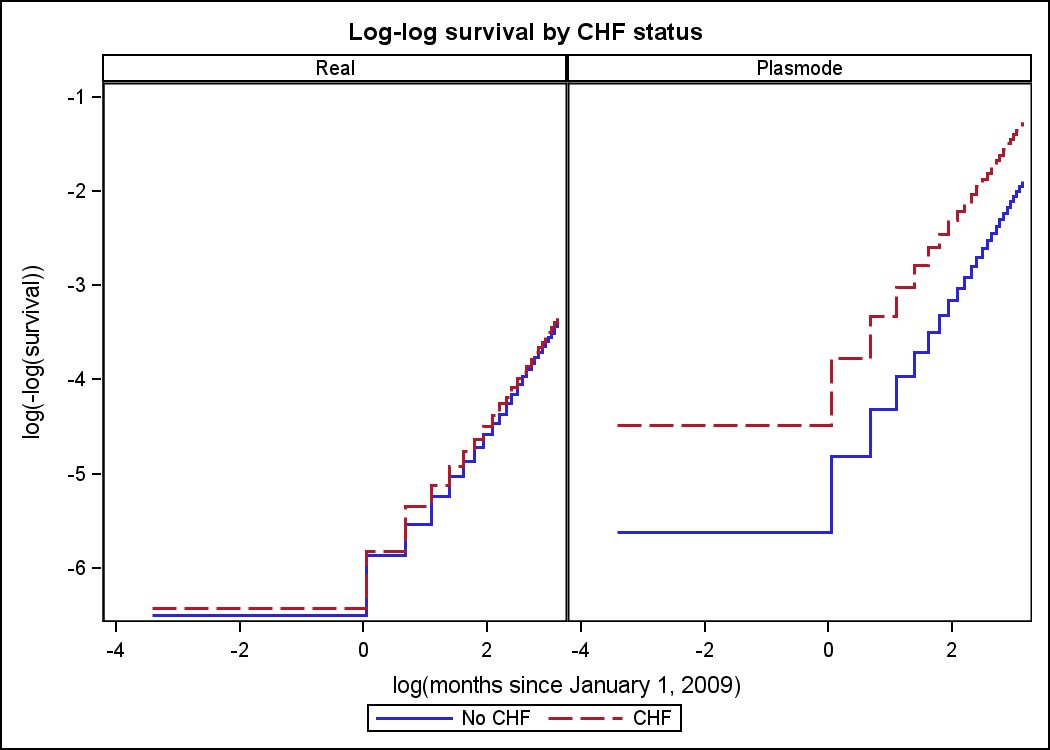 Log-log survival by CHF status
Real
Plasmode
log(-log(survival))
-1
-2
-3
-4
-5
-6
-4 -2 0 2
-4 -2 0 2
log(months since January 1, 2009)
No CHF CHF